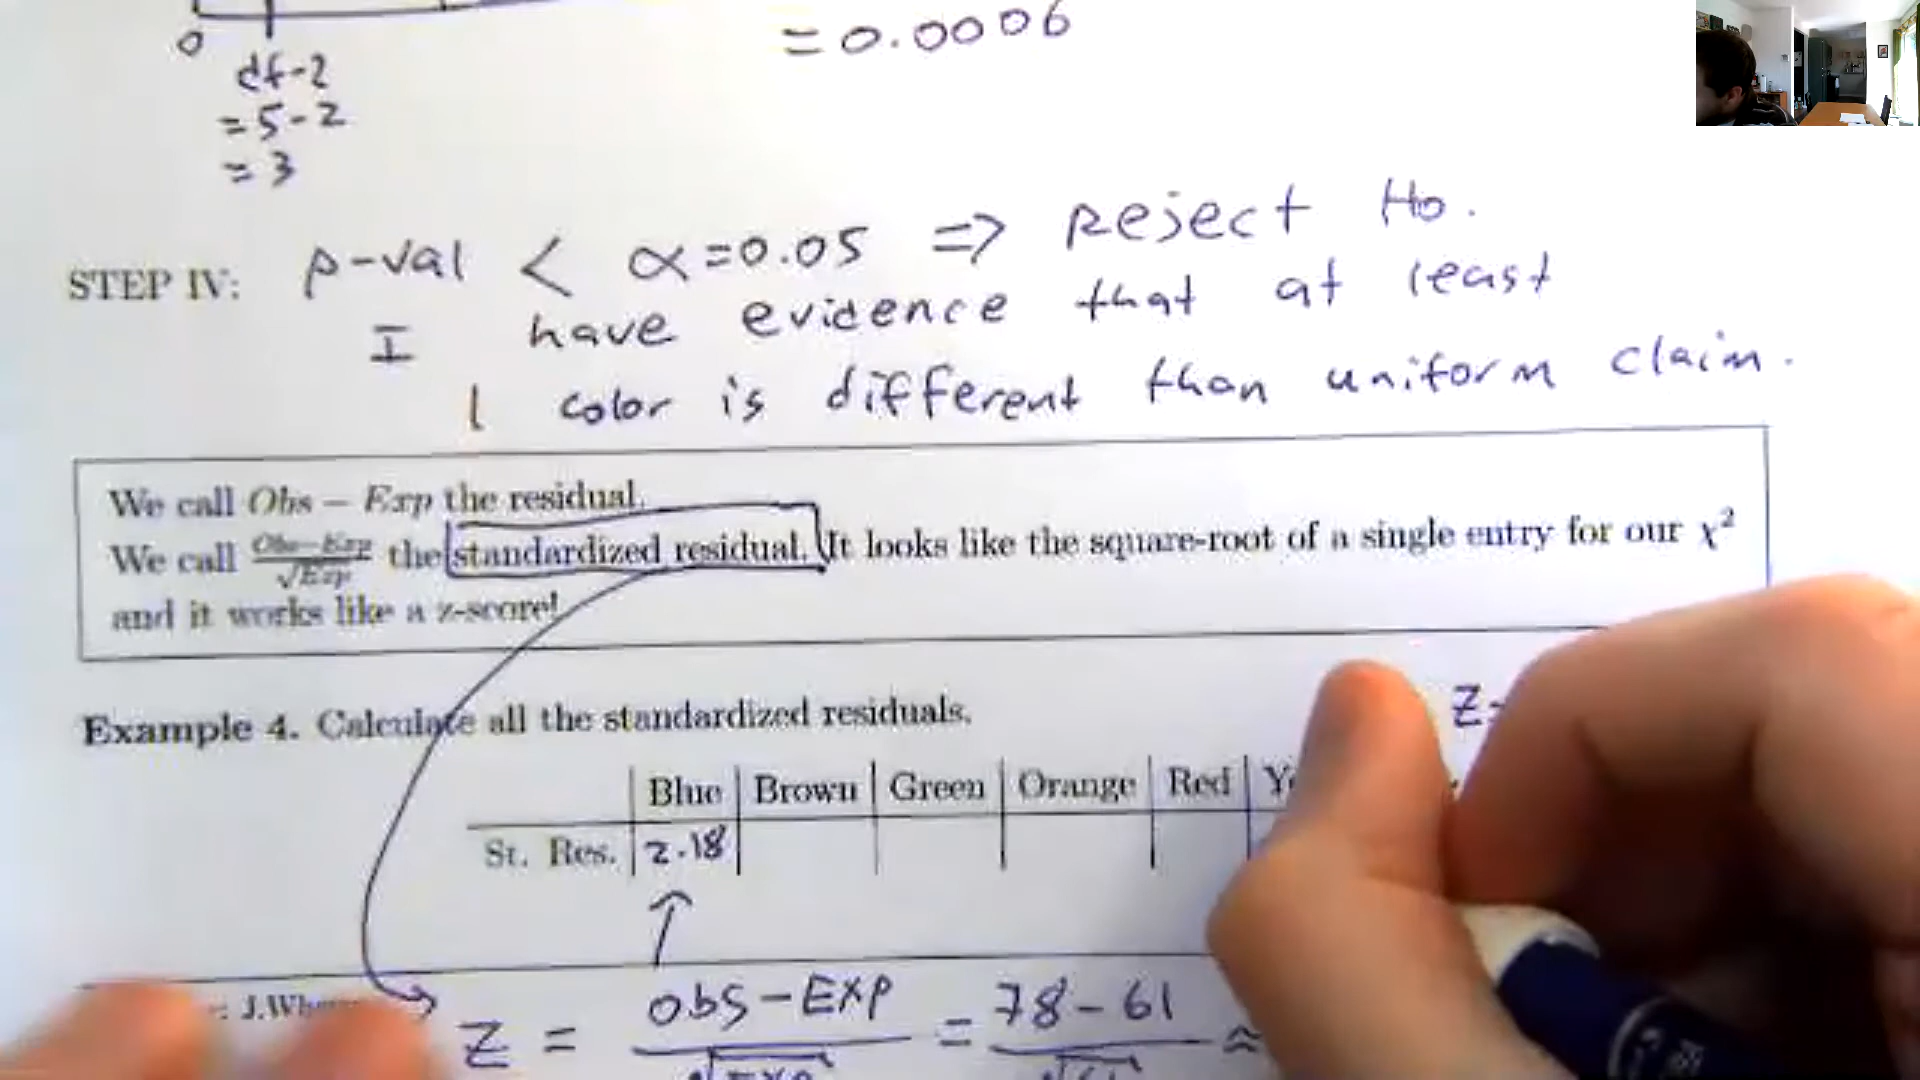 = 0.0006
0
df-2
= 5-2
= 3
STEP IV: p-val < α=0.05 => Reject Ho.
I have evidence that at least
1 color is different than uniform claim.
We call Obs − Exp the residual.
We call Obs−Exp/√Exp the standardized residual. It looks like the square-root of a single entry for our χ²
and it works like a z-score!
Example 4. Calculate all the standardized residuals.
Z=
Blue Brown Green Orange Red
St. Res. 2.18
: J.Wh
Z = Obs-Exp/√Exp = 78-61/√61 ≈